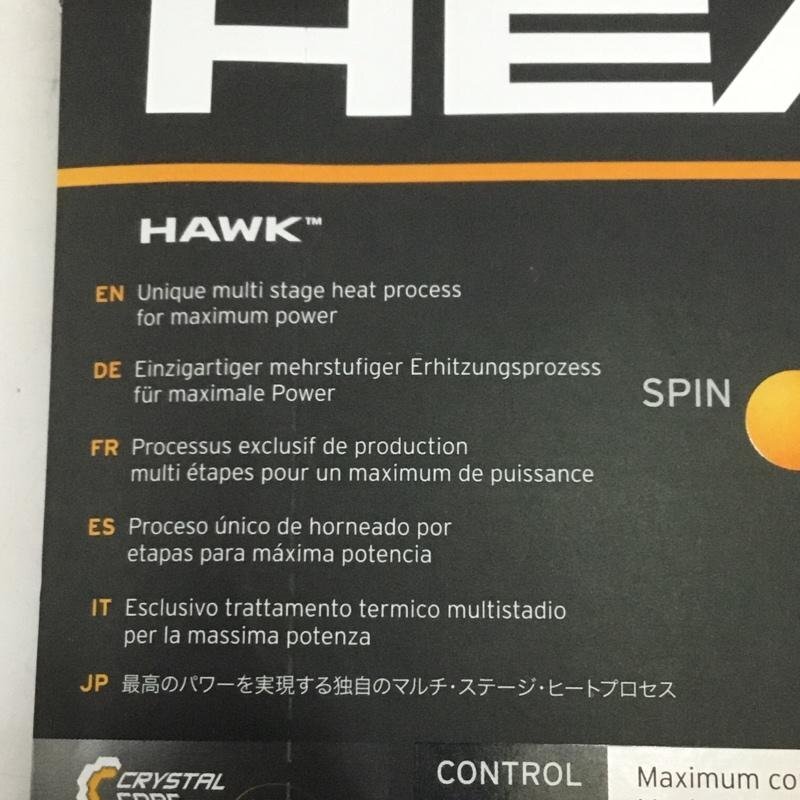 HAWK™
EN Unique multi stage heat process
for maximum power
DE Einzigartiger mehrstufiger Erhitzungsprozess
für maximale Power
SPIN
FR Processus exclusif de production
multi étapes pour un maximum de puissance
ES Proceso único de horneado por
etapas para máxima potencia
IT Esclusivo trattamento termico multistadio
per la massima potenza
JP 最高のパワーを実現する独自のマルチ・ステージ・ヒートプロセス
CRYSTAL
CONTROL
Maximum co